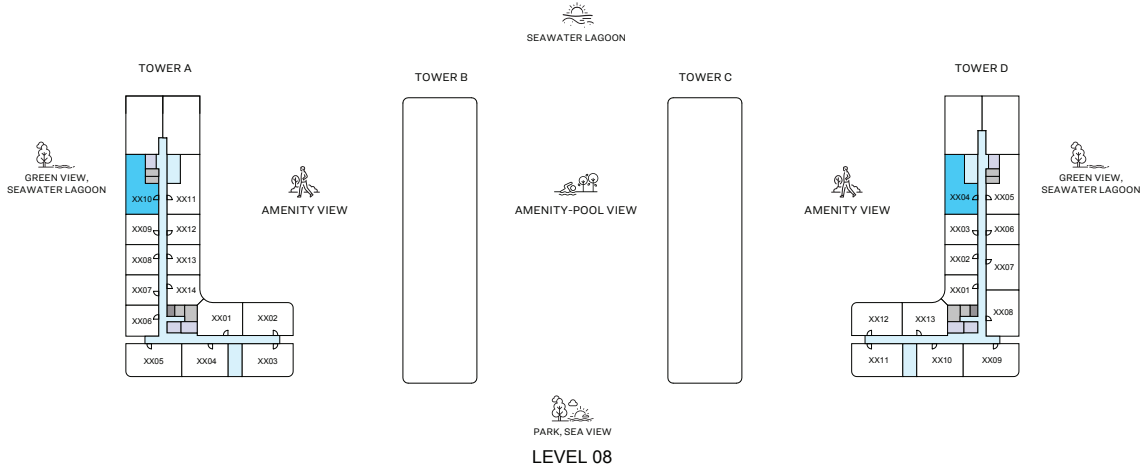 SEAWATER LAGOON
TOWER A
TOWER B
TOWER C
TOWER D
GREEN VIEW,
SEAWATER LAGOON
AMENITY VIEW
AMENITY-POOL VIEW
AMENITY VIEW
GREEN VIEW,
SEAWATER LAGOON
XX10
XX11
XX09
XX12
XX08
XX13
XX07
XX14
XX06
XX01
XX02
XX05
XX04
XX03
XX04
XX05
XX03
XX06
XX02
XX07
XX01
XX08
XX12
XX13
XX11
XX10
XX09
PARK, SEA VIEW
LEVEL 08